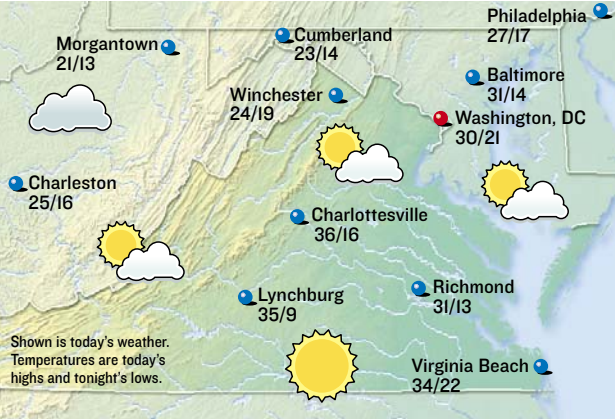 Philadelphia
27/17
Cumberland
23/14
Morgantown
21/13
Baltimore
31/14
Winchester
24/19
Washington, DC
30/21
Charleston
25/16
Charlottesville
36/16
Richmond
31/13
Lynchburg
35/9
Shown is today's weather.
Temperatures are today's
highs and tonight's lows.
Virginia Beach
34/22